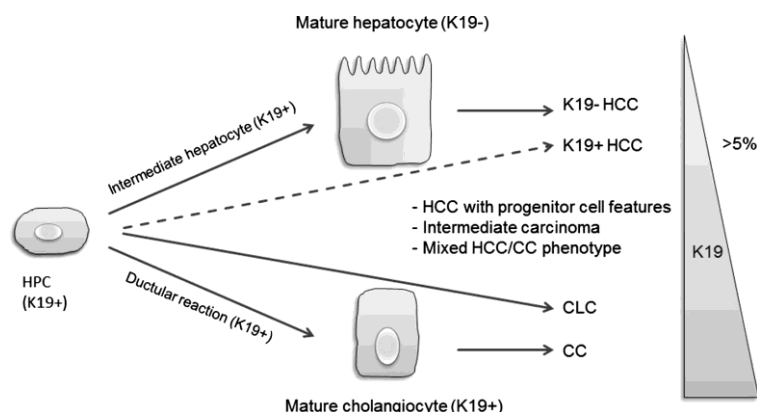 Mature hepatocyte (K19-)
Intermediate hepatocyte (K19+)
K19- HCC
K19+ HCC
>5%
- HCC with progenitor cell features
- Intermediate carcinoma
- Mixed HCC/CC phenotype
K19
HPC
(K19+)
Ductular reaction (K19+)
CLC
CC
Mature cholangiocyte (K19+)